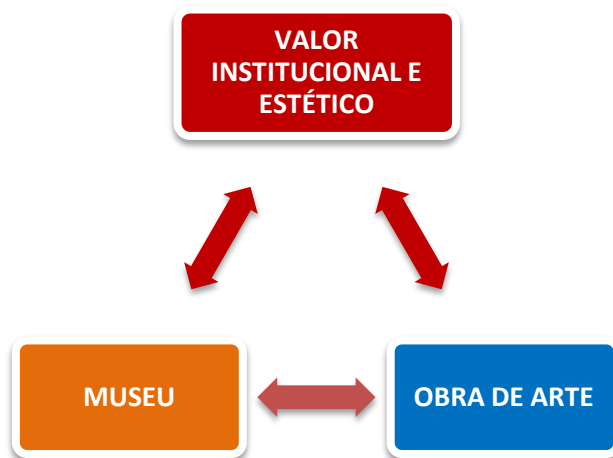 VALOR
INSTITUCIONAL E
ESTÉTICO
MUSEU
OBRA DE ARTE